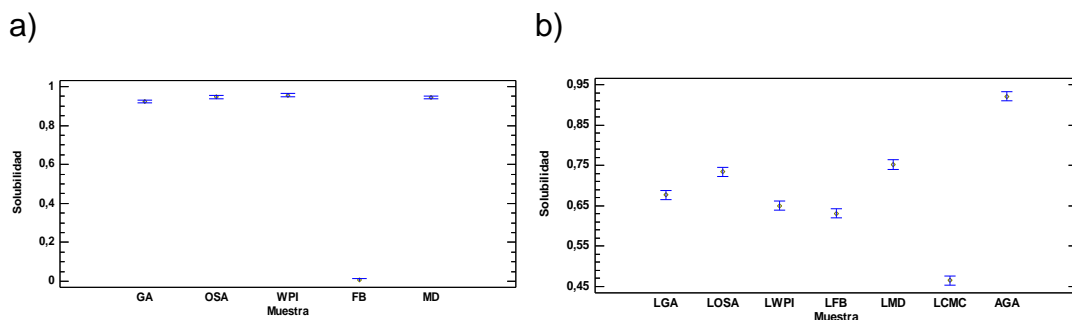 a)
Solubilidad
1
0,8
0,6
0,4
0,2
0
GA OSA WPI FB MD
Muestra
b)
Solubilidad
0,95
0,85
0,75
0,65
0,55
0,45
LGA LOSA LWPI LFB LMD LCMC AGA
Muestra